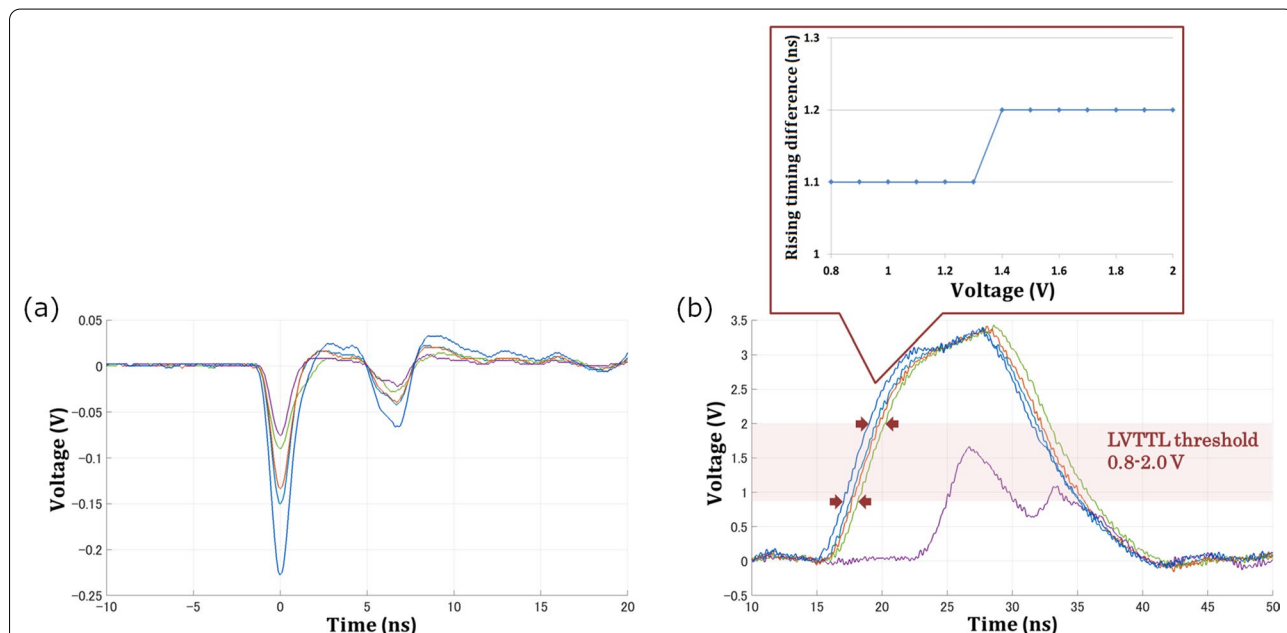 1.3
1.2
1.1
1
Rising timing difference (ns)
0.8 1 1.2 1.4 1.6 1.8 2
Voltage (V)
(a)
0.05
0
−0.05
−0.1
−0.15
−0.2
−0.25
Voltage (V)
−10 −5 0 5 10 15 20
Time (ns)
(b)
3.5
3
2.5
2
1.5
1
0.5
0
-0.5
Voltage (V)
LVTTL threshold
0.8-2.0 V
10 15 20 25 30 35 40 45 50
Time (ns)